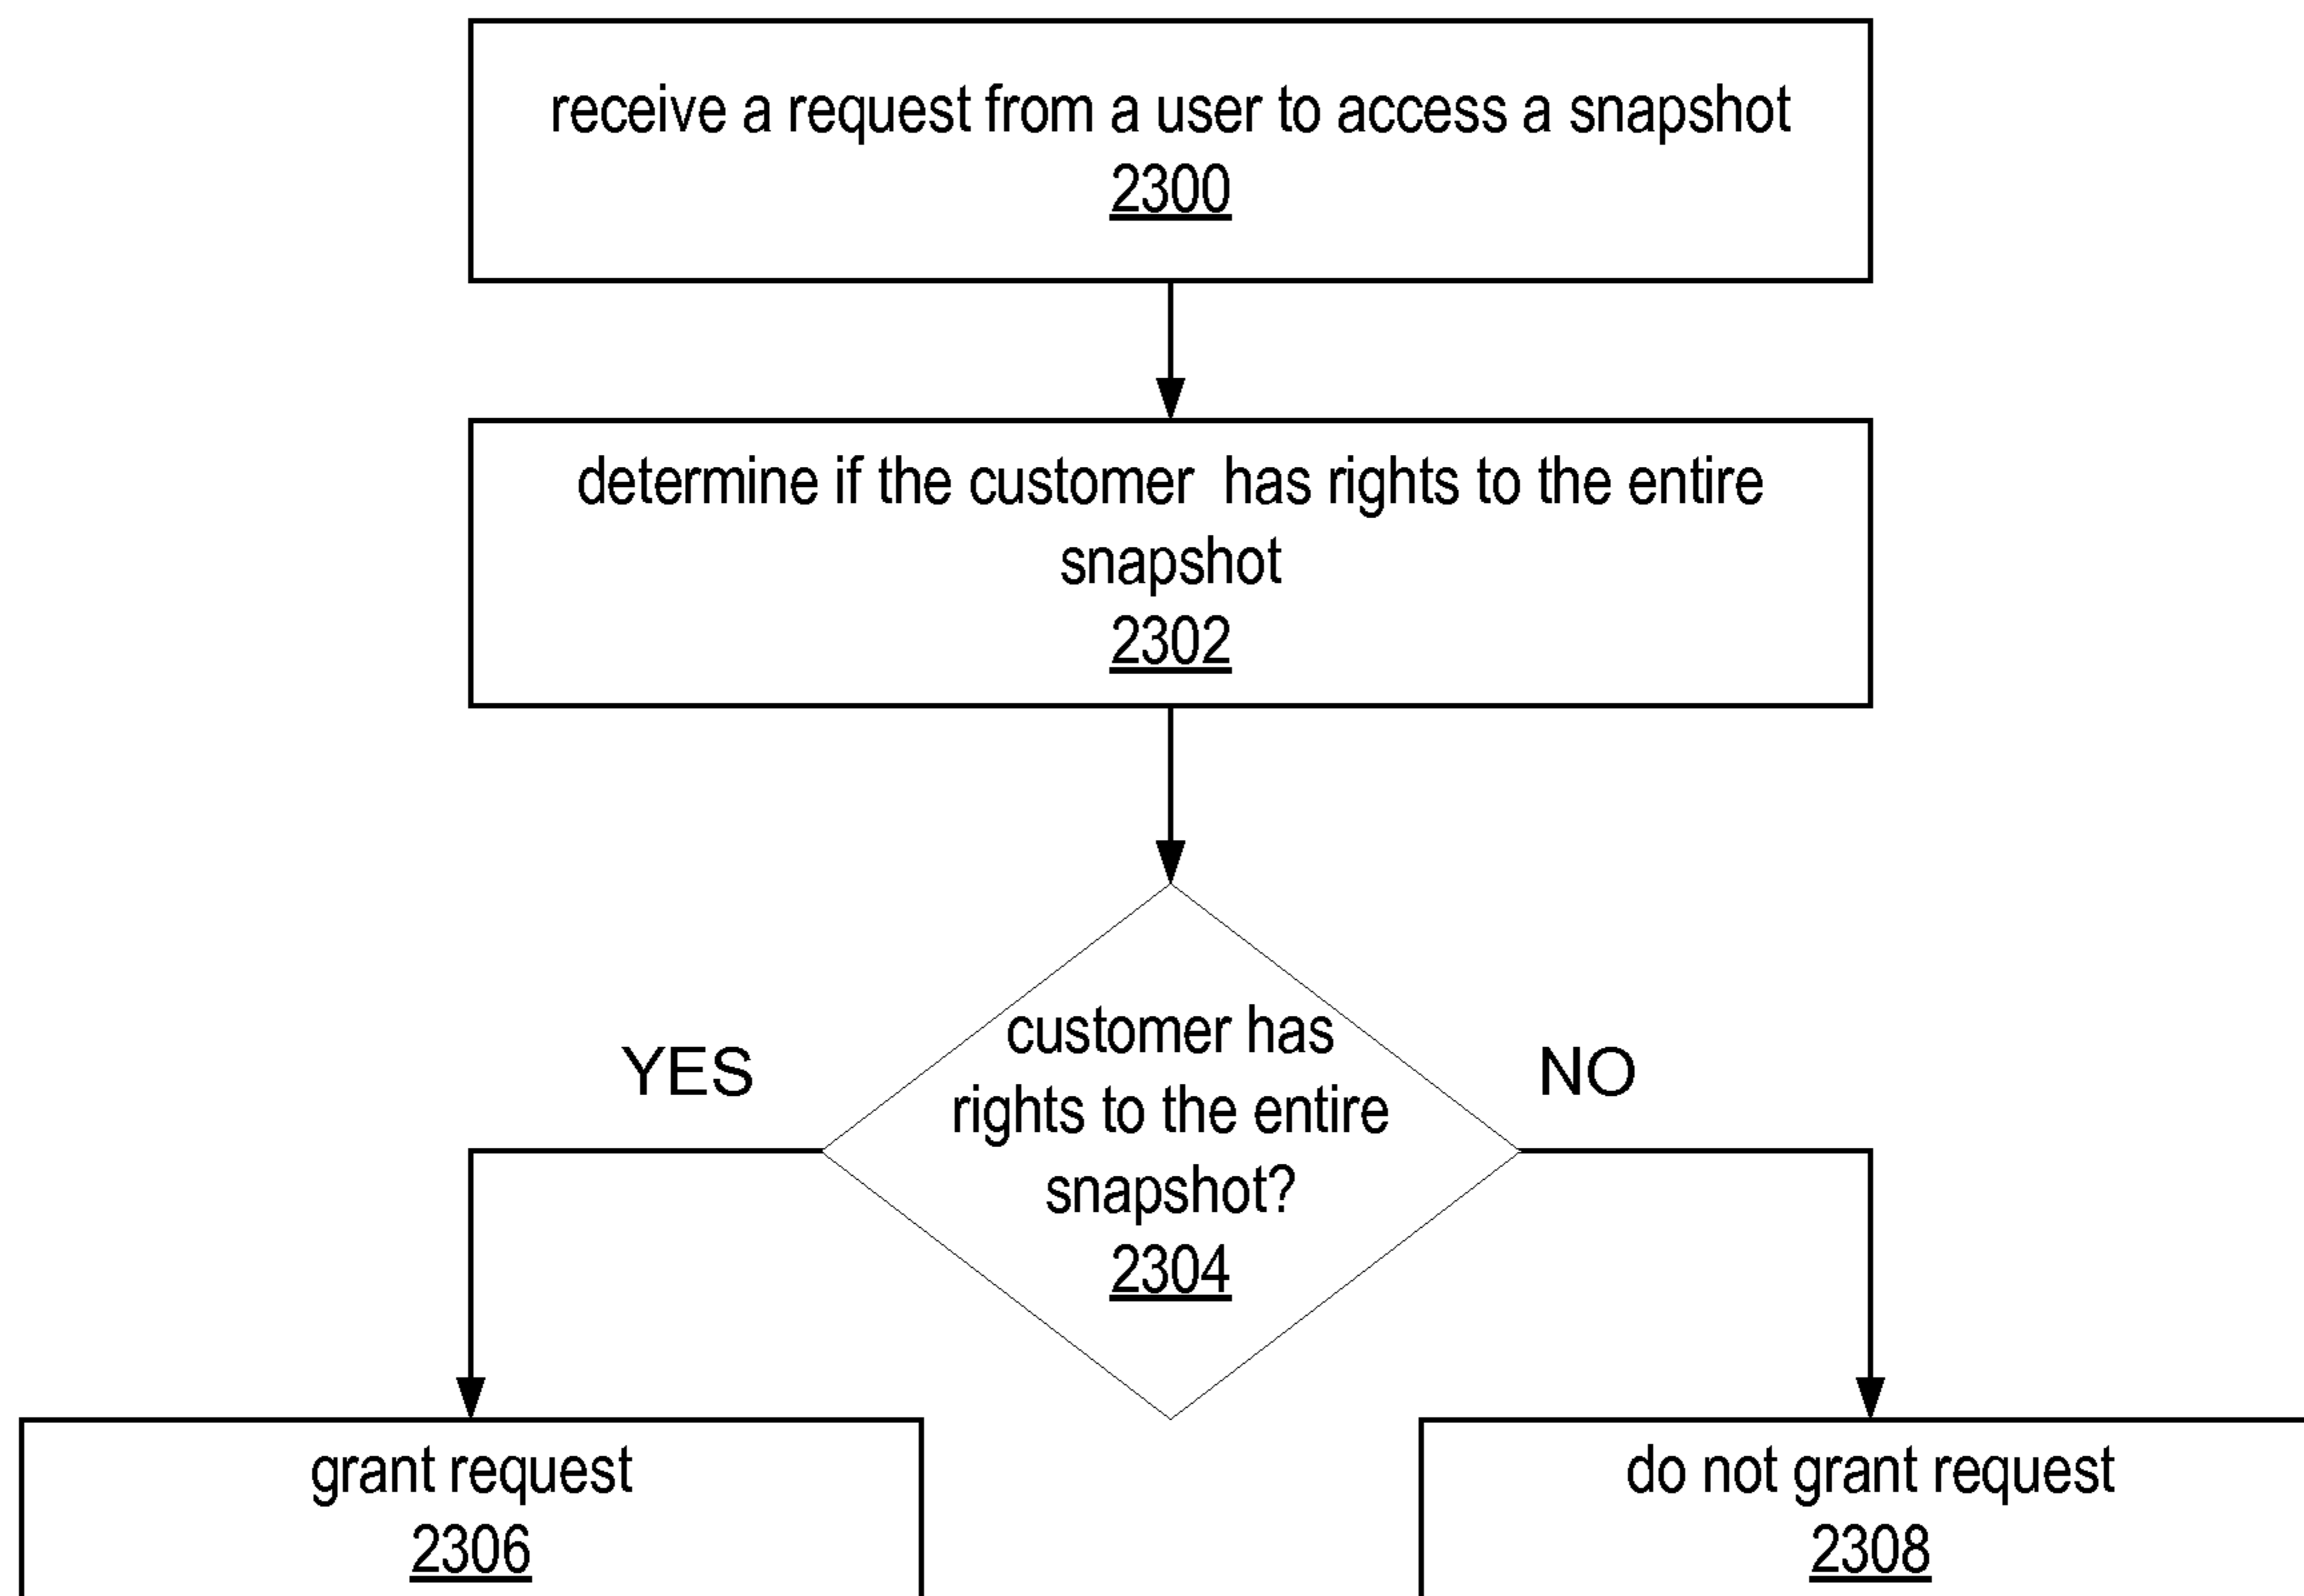 receive a request from a user to access a snapshot
2300
determine if the customer has rights to the entire
snapshot
2302
customer has
rights to the entire
snapshot?
2304
YES
NO
grant request
2306
do not grant request
2308